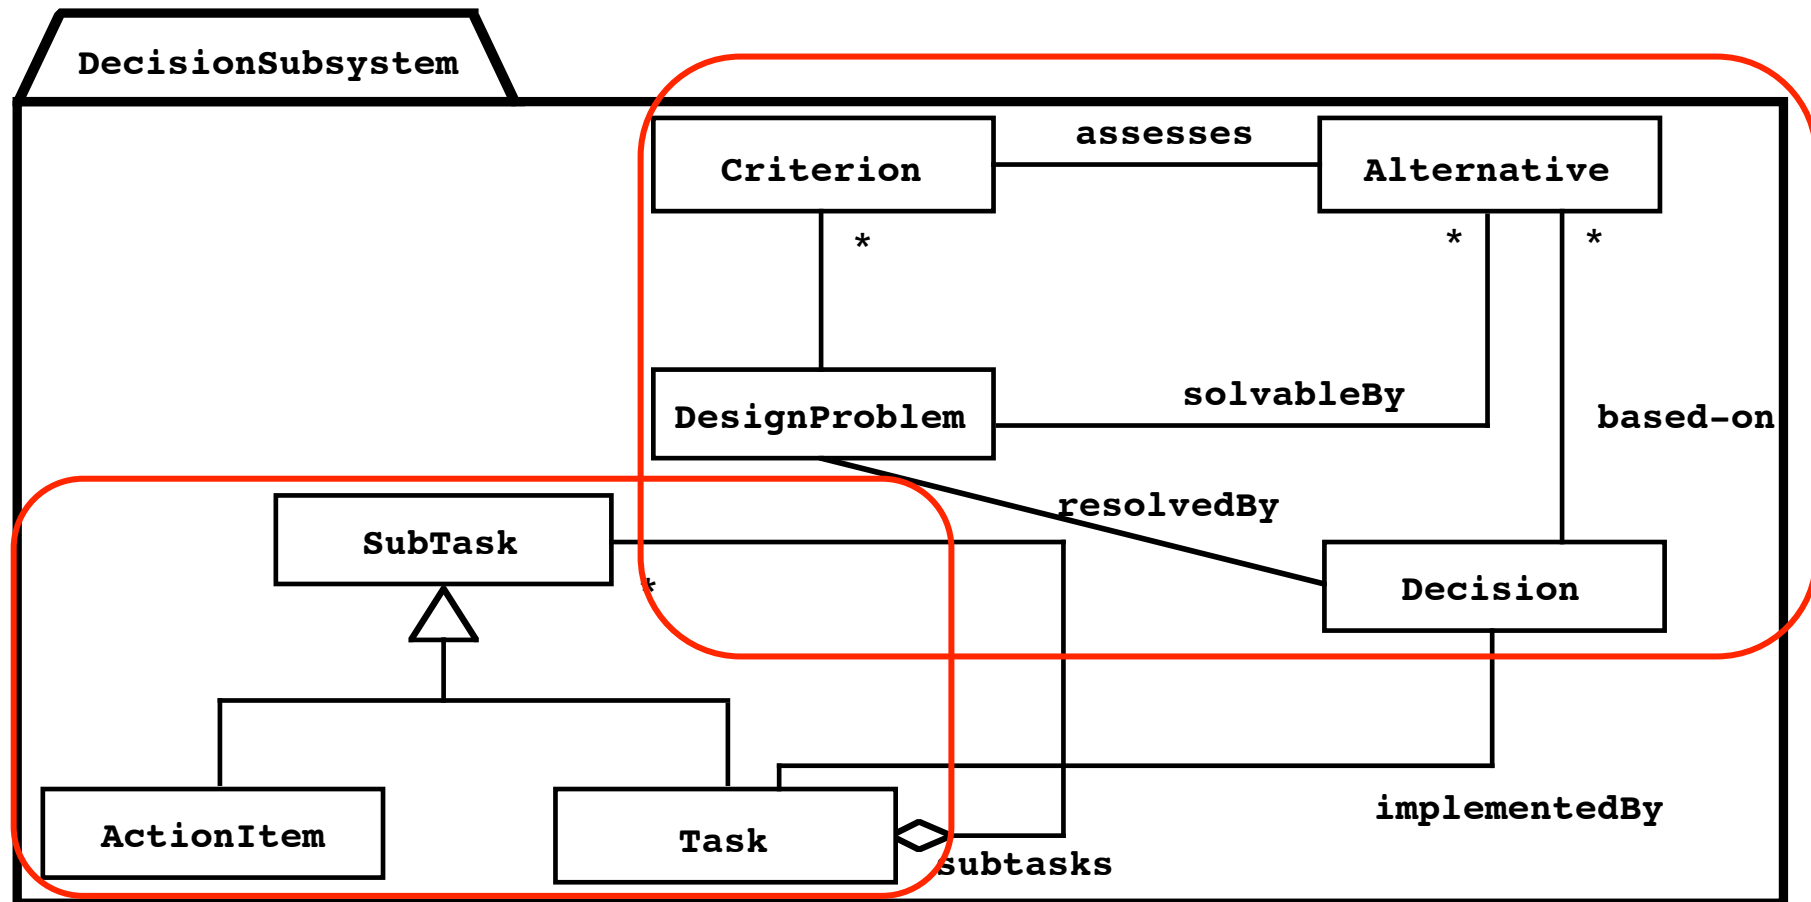 DecisionSubsystem
assesses
Criterion
Alternative
*
*
*
solvableBy
DesignProblem
based-on
resolvedBy
SubTask
*
Decision
implementedBy
ActionItem
Task
subtasks